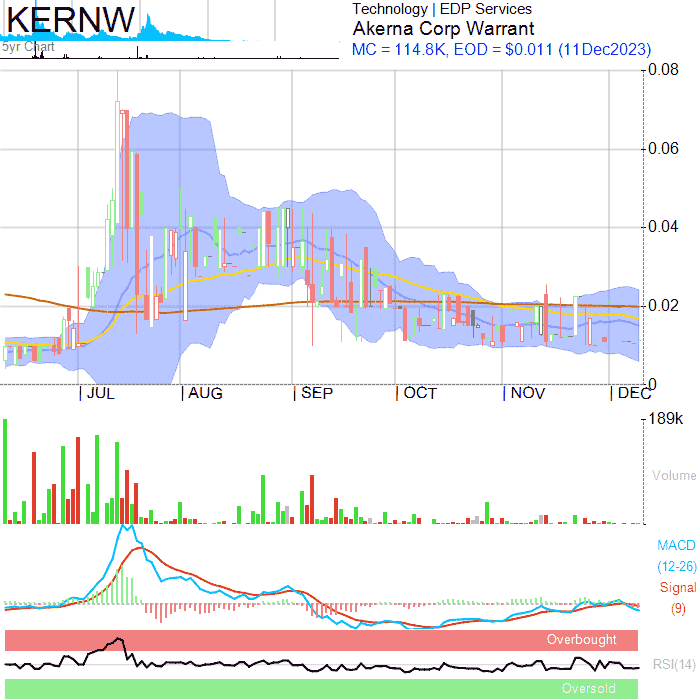 KERNW
Technology | EDP Services
Akerna Corp Warrant
5yr Chart
MC = 114.8K, EOD = $0.011 (11Dec2023)
0.08
0.06
0.04
0.02
0
|JUL |AUG |SEP |OCT |NOV |DEC
189k
Volume
MACD
(12-26)
Signal
(9)
Overbought
RSI(14)
Oversold